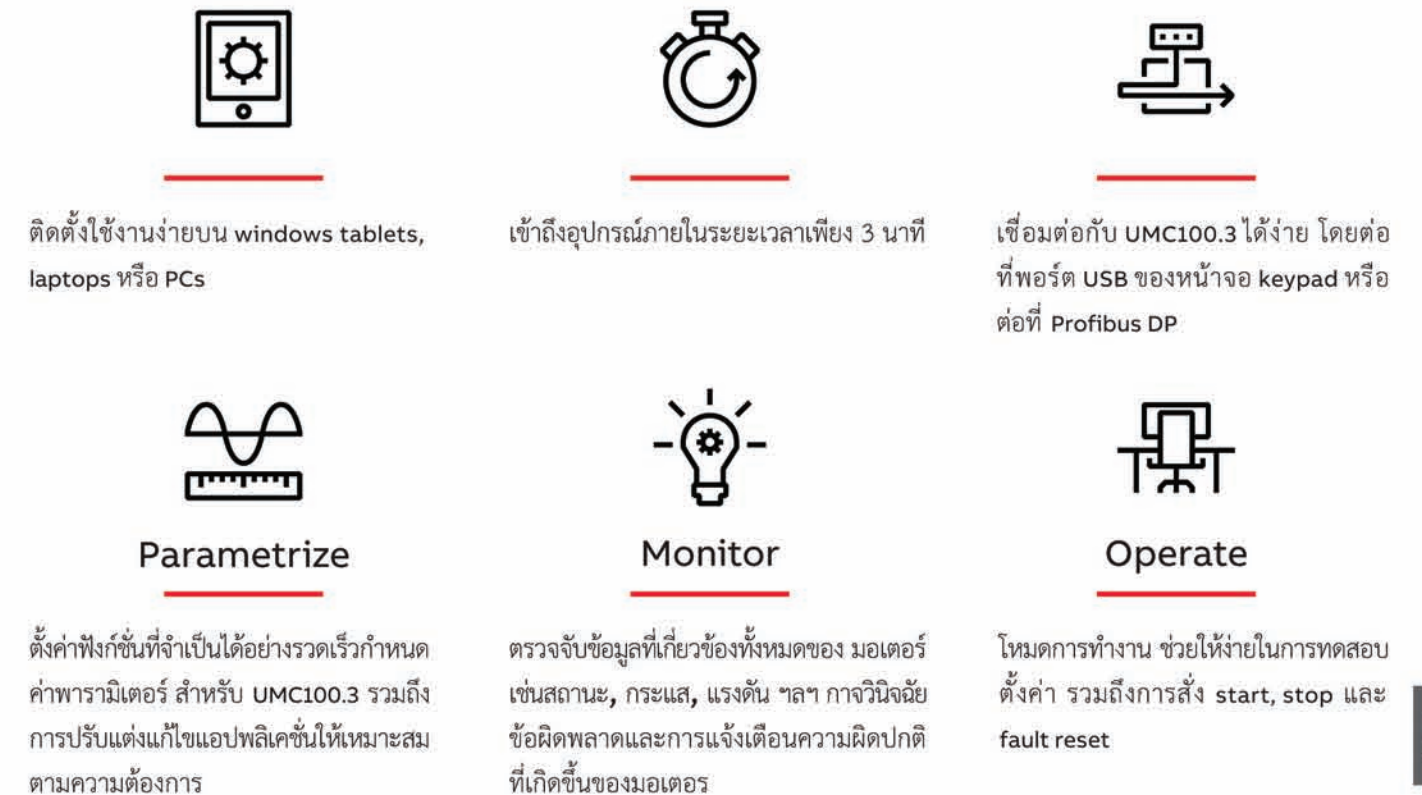 ติดตั้งใช้งานง่ายบน windows tablets,
laptops หรือ PCs
เข้าถึงอุปกรณ์ภายในระยะเวลาเพียง 3 นาที
เชื่อมต่อกับ UMC100.3 ได้ง่าย โดยต่อ
ที่พอร์ต USB ของหน้าจอ keypad หรือ
ต่อที่ Profibus DP
Parametrize
ตั้งค่าฟังก์ชั่นที่จำเป็นได้อย่างรวดเร็วกำหนด
ค่าพารามิเตอร์ สำหรับ UMC100.3 รวมถึง
การปรับแต่งแก้ไขแอปพลิเคชั่นให้เหมาะสม
ตามความต้องการ
Monitor
ตรวจจับข้อมูลที่เกี่ยวข้องทั้งหมดของ มอเตอร์
เช่นสถานะ, กระแส, แรงดัน ฯลฯ กาจวินิจฉัย
ข้อผิดพลาดและการแจ้งเตือนความผิดปกติ
ที่เกิดขึ้นของมอเตอร
Operate
โหมดการทำงาน ช่วยให้ง่ายในการทดสอบ
ตั้งค่า รวมถึงการสั่ง start, stop และ
fault reset